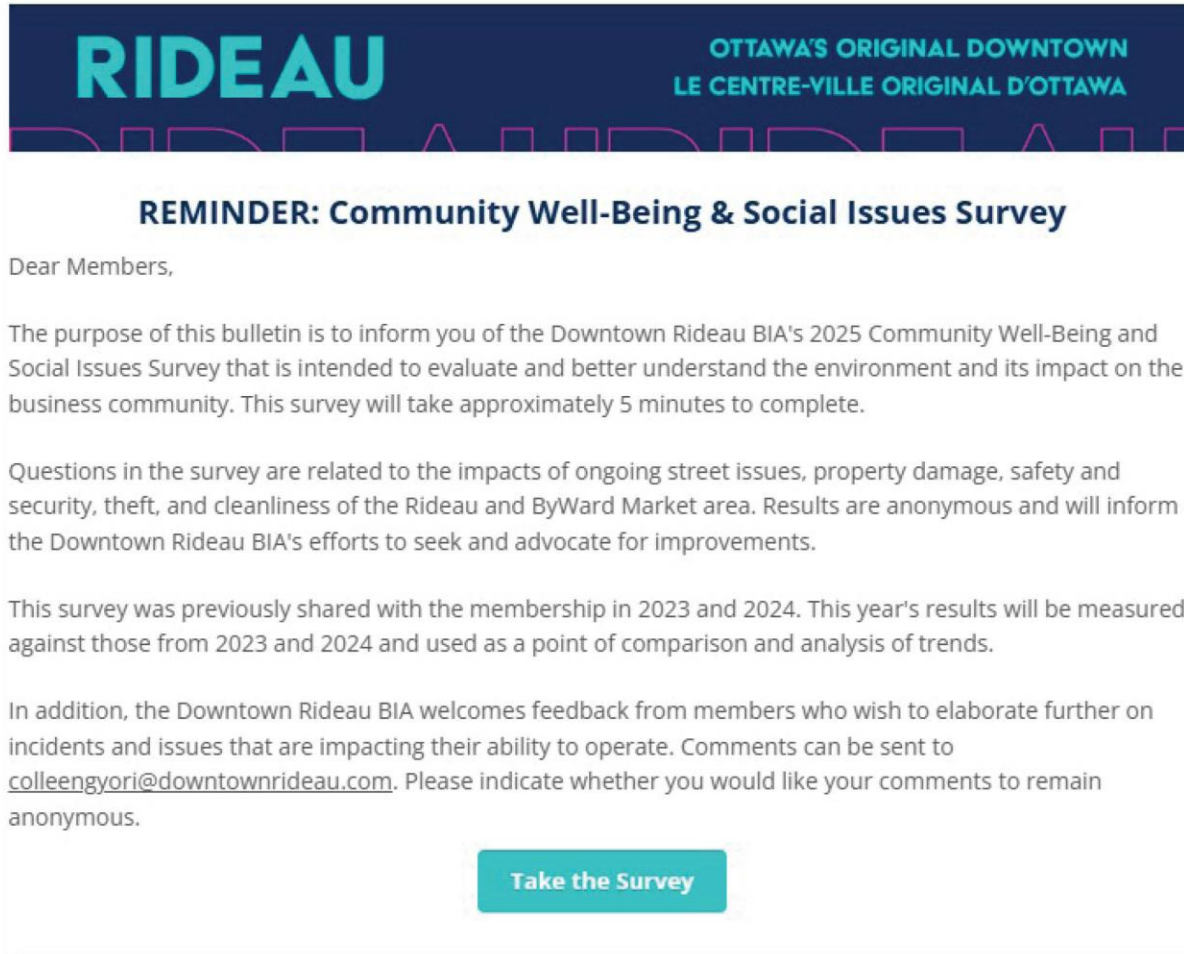 RIDEAU
OTTAWA'S ORIGINAL DOWNTOWN
LE CENTRE-VILLE ORIGINAL D'OTTAWA
RIDEAURIDEAU
REMINDER: Community Well-Being & Social Issues Survey
Dear Members,
The purpose of this bulletin is to inform you of the Downtown Rideau BIA's 2025 Community Well-Being and
Social Issues Survey that is intended to evaluate and better understand the environment and its impact on the
business community. This survey will take approximately 5 minutes to complete.
Questions in the survey are related to the impacts of ongoing street issues, property damage, safety and
security, theft, and cleanliness of the Rideau and ByWard Market area. Results are anonymous and will inform
the Downtown Rideau BIA's efforts to seek and advocate for improvements.
This survey was previously shared with the membership in 2023 and 2024. This year's results will be measured
against those from 2023 and 2024 and used as a point of comparison and analysis of trends.
In addition, the Downtown Rideau BIA welcomes feedback from members who wish to elaborate further on
incidents and issues that are impacting their ability to operate. Comments can be sent to
colleengyori@downtownrideau.com. Please indicate whether you would like your comments to remain
anonymous.
Take the Survey